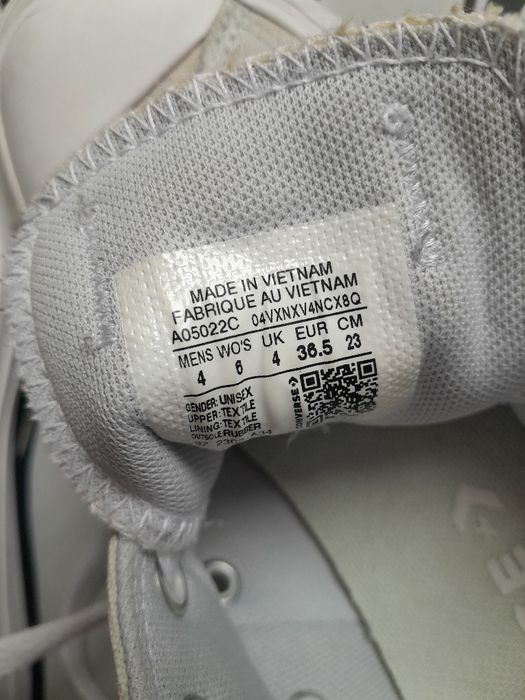 MADE IN VIETNAM
FABRIQUE AU VIETNAM
A05022C 04VXNXV4NCX8Q
MENS WO'S UK EUR CM
4 6 4 36.5 23
GENDER: UNISEX
UPPER: TEXTILE
LINING: TEXTILE
OUTSOLE: RUBBER
CONVERSE